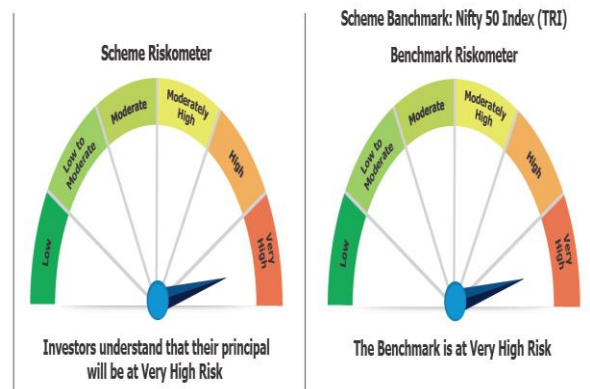 Scheme Riskometer
Low
Low to
Moderate
Moderate
Moderately
High
High
Very
High
Investors understand that their principal
will be at Very High Risk
Scheme Banchmark: Nifty 50 Index (TRI)
Benchmark Riskometer
Low
Low to
Moderate
Moderate
Moderately
High
High
Very
High
The Benchmark is at Very High Risk